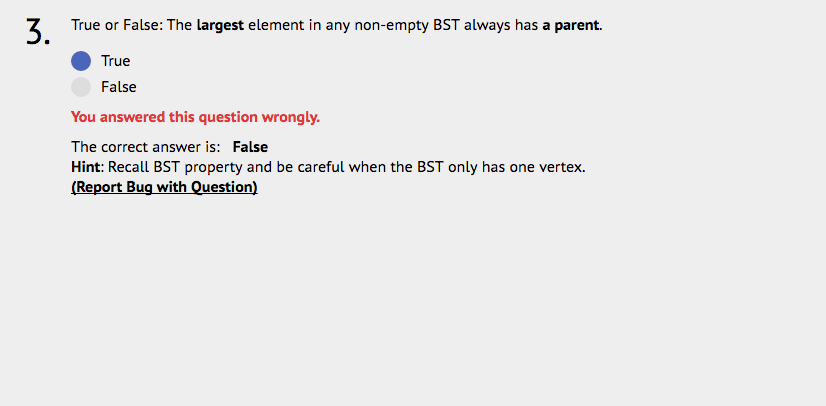 3. True or False: The largest element in any non-empty BST always has a parent.
True
False
You answered this question wrongly.
The correct answer is: False
Hint: Recall BST property and be careful when the BST only has one vertex.
(Report Bug with Question)